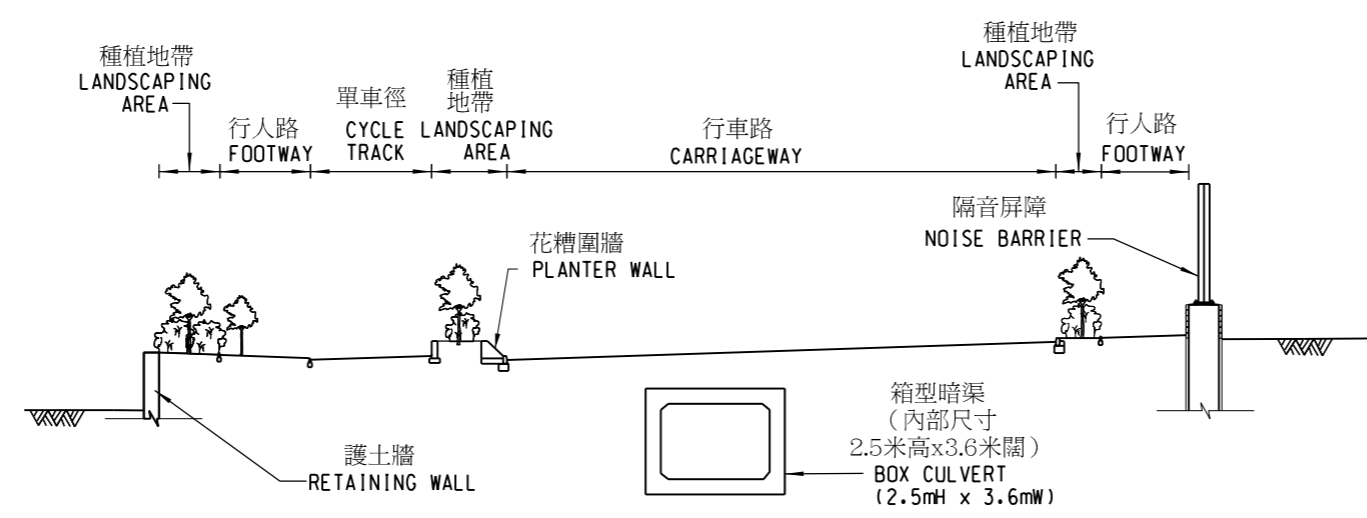 種植地帶
LANDSCAPING
AREA
行人路
FOOTWAY
單車徑
CYCLE
TRACK
種植
地帶
LANDSCAPING
AREA
行車路
CARRIAGEWAY
種植地帶
LANDSCAPING
AREA
行人路
FOOTWAY
隔音屏障
NOISE BARRIER
花糟圍牆
PLANTER WALL
護土牆
RETAINING WALL
箱型暗渠
(內部尺寸
2.5米高x3.6米闊)
BOX CULVERT
(2.5mH x 3.6mW)